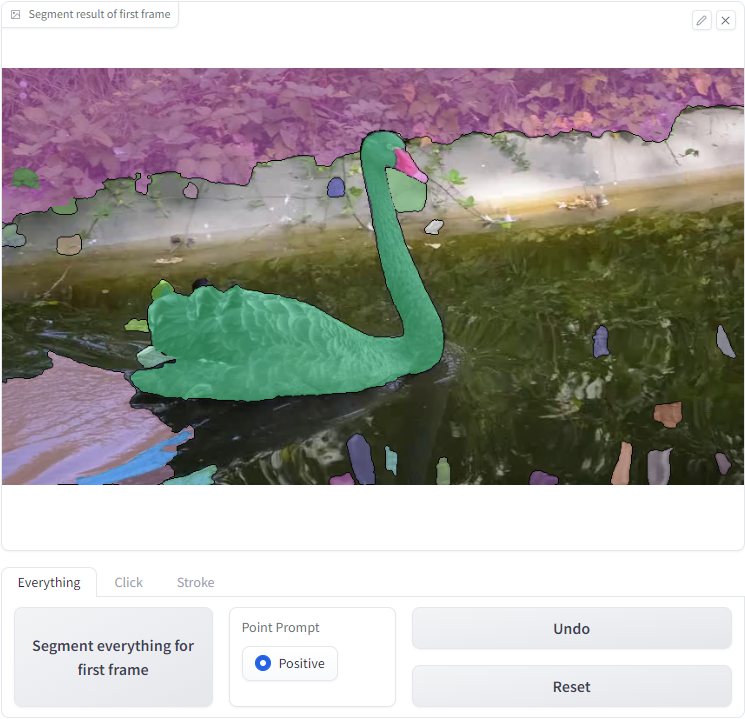 Segment result of first frame
Everything
Click
Stroke
Segment everything for
first frame
Point Prompt
Positive
Undo
Reset